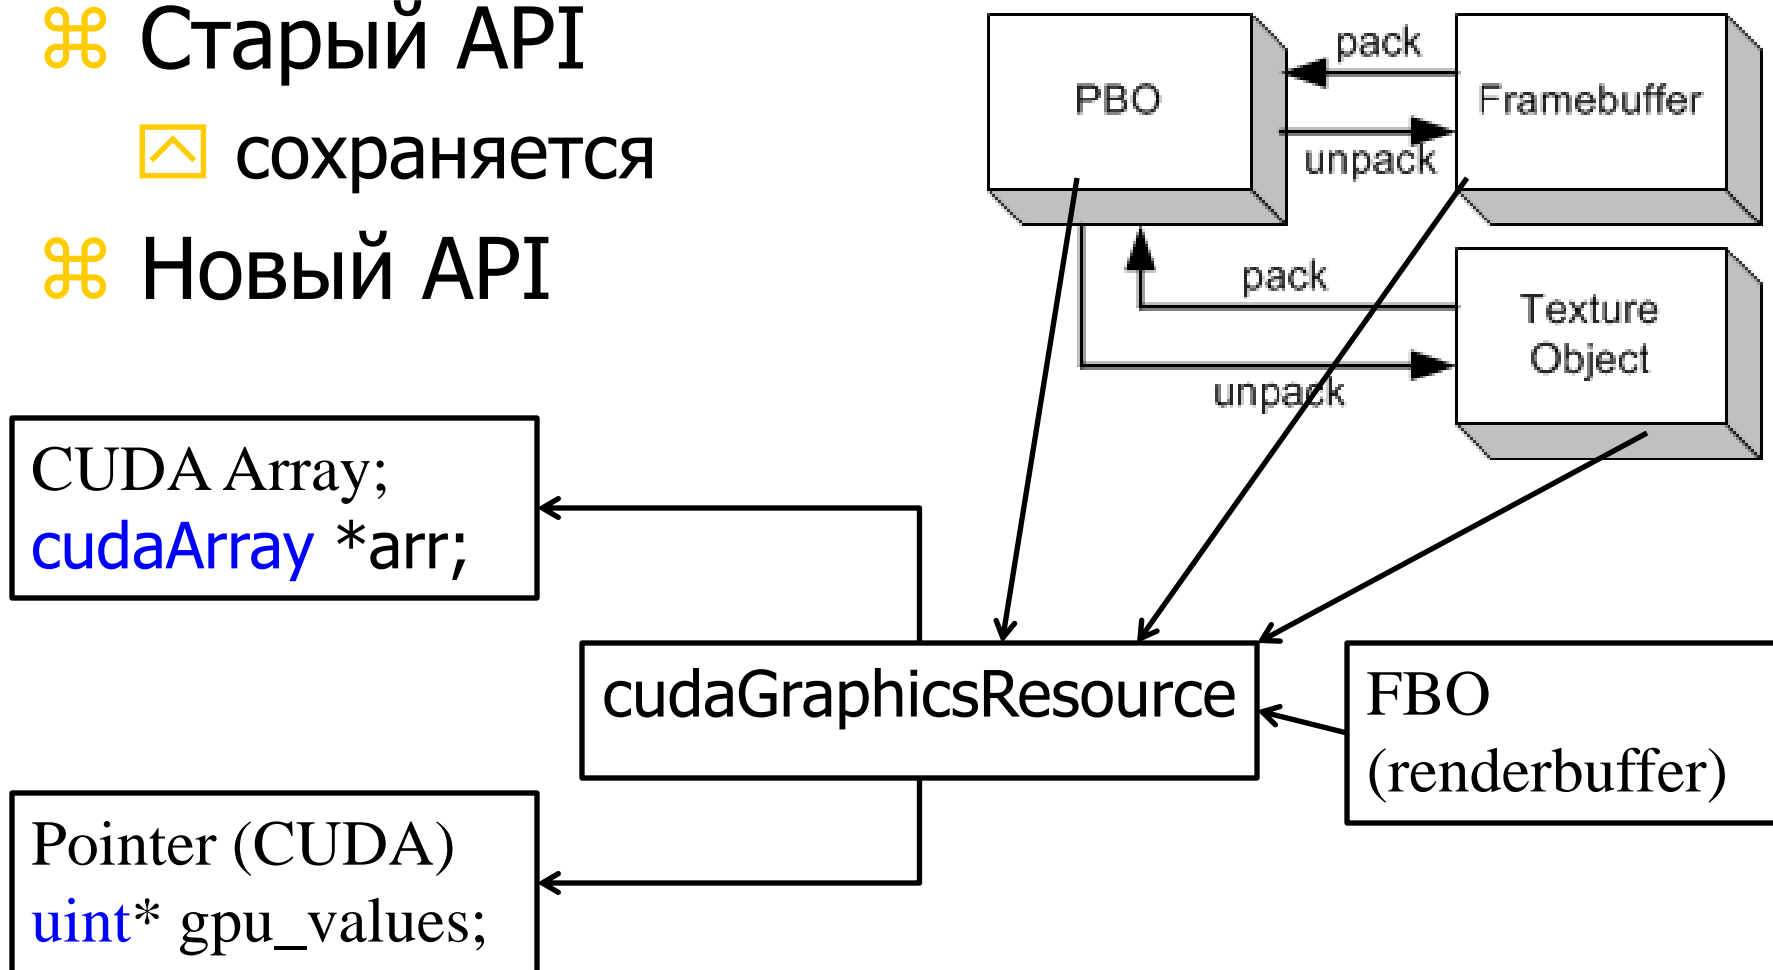 Старый API
сохраняется
Новый API
PBO
pack
unpack
Framebuffer
pack
unpack
Texture
Object
CUDA Array;
cudaArray *arr;
cudaGraphicsResource
FBO
(renderbuffer)
Pointer (CUDA)
uint* gpu_values;